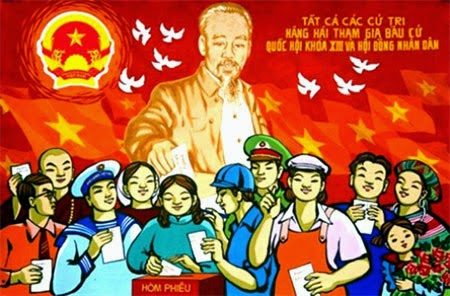 TẤT CẢ CÁC CỬ TRI
HĂNG HÁI THAM GIA BẦU CỬ
QUỐC HỘI KHÓA XIII VÀ HỘI ĐỒNG NHÂN DÂN
HÒM PHIẾU